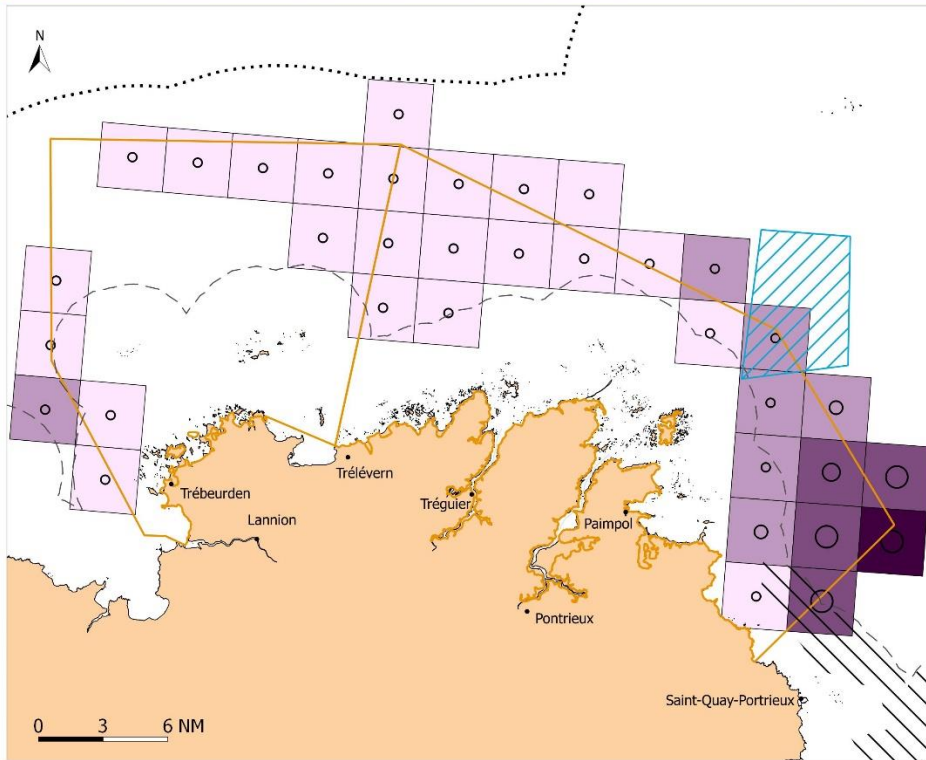 N
Trélévern
Trébeurden
Tréguier
Lannion
Paimpol
Pontrieux
Saint-Quay-Portrieux
0 3 6 NM